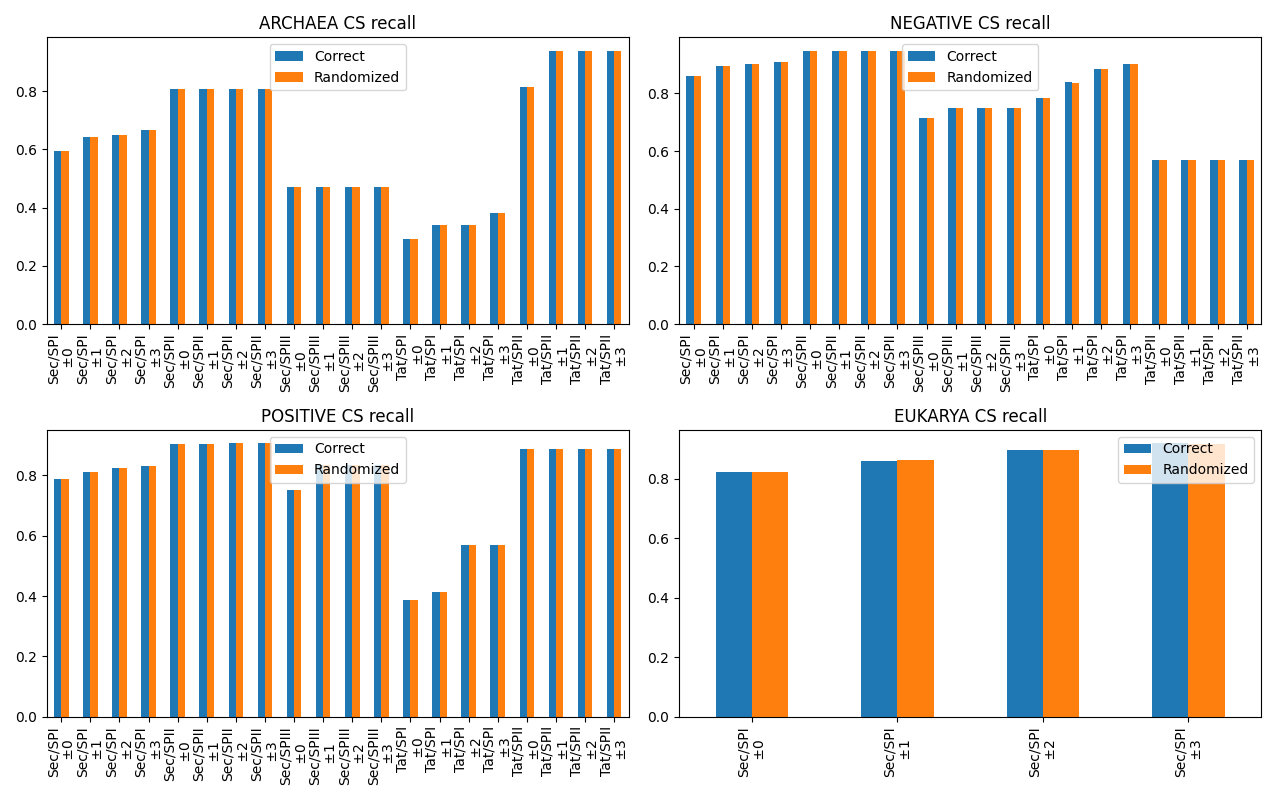 ARCHAEA CS recall
Correct
Randomized
0.8
0.6
0.4
0.2
0.0
Sec/SPI
±0
Sec/SPI
±1
Sec/SPI
±2
Sec/SPI
±3
Sec/SPII
±0
Sec/SPII
±1
Sec/SPII
±2
Sec/SPII
±3
Sec/SPIII
±0
Sec/SPIII
±1
Sec/SPIII
±2
Sec/SPIII
±3
Tat/SPI
±0
Tat/SPI
±1
Tat/SPI
±2
Tat/SPI
±3
Tat/SPII
±0
Tat/SPII
±1
Tat/SPII
±2
Tat/SPII
±3
NEGATIVE CS recall
Correct
Randomized
0.8
0.6
0.4
0.2
0.0
Sec/SPI
±0
Sec/SPI
±1
Sec/SPI
±2
Sec/SPI
±3
Sec/SPII
±0
Sec/SPII
±1
Sec/SPII
±2
Sec/SPII
±3
Sec/SPIII
±0
Sec/SPIII
±1
Sec/SPIII
±2
Sec/SPIII
±3
Tat/SPI
±0
Tat/SPI
±1
Tat/SPI
±2
Tat/SPI
±3
Tat/SPII
±0
Tat/SPII
±1
Tat/SPII
±2
Tat/SPII
±3
POSITIVE CS recall
Correct
Randomized
0.8
0.6
0.4
0.2
0.0
Sec/SPI
±0
Sec/SPI
±1
Sec/SPI
±2
Sec/SPI
±3
Sec/SPII
±0
Sec/SPII
±1
Sec/SPII
±2
Sec/SPII
±3
Sec/SPIII
±0
Sec/SPIII
±1
Sec/SPIII
±2
Sec/SPIII
±3
Tat/SPI
±0
Tat/SPI
±1
Tat/SPI
±2
Tat/SPI
±3
Tat/SPII
±0
Tat/SPII
±1
Tat/SPII
±2
Tat/SPII
±3
EUKARYA CS recall
Correct
Randomized
0.8
0.6
0.4
0.2
0.0
Sec/SPI
±0
Sec/SPI
±1
Sec/SPI
±2
Sec/SPI
±3